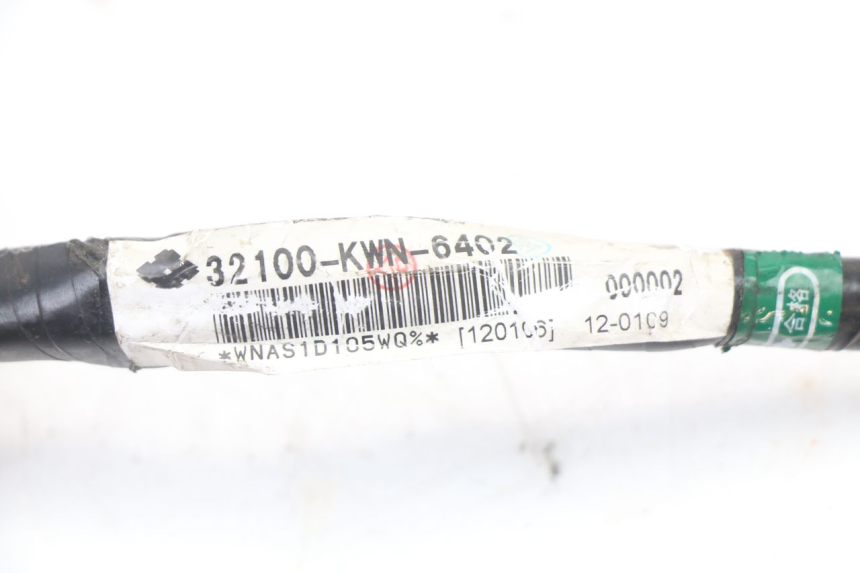 32100-KWN-6402
000002
*WNAS1D105WQ%* [120106] 12-0109
合格